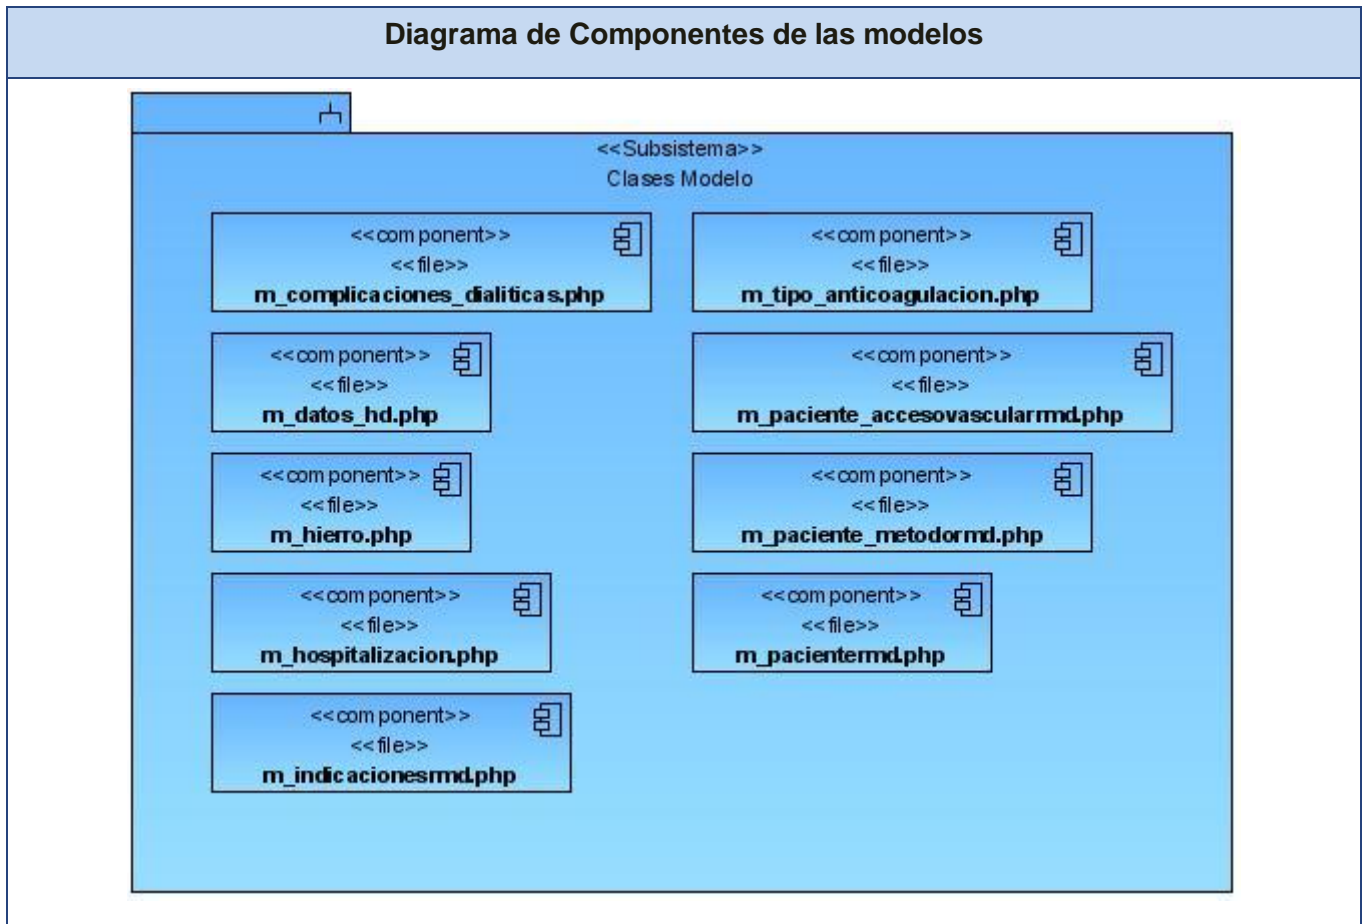 Diagrama de Componentes de las modelos
<<Subsistema>>
Clases Modelo
<<component>>
<<file>>
m_complicaciones_dialiticas.php
<<component>>
<<file>>
m_tipo_anticoagulacion.php
<<component>>
<<file>>
m_datos_hd.php
<<component>>
<<file>>
m_paciente_accesovascularrmd.php
<<component>>
<<file>>
m_hierro.php
<<component>>
<<file>>
m_paciente_metodormd.php
<<component>>
<<file>>
m_hospitalizacion.php
<<component>>
<<file>>
m_pacientermd.php
<<component>>
<<file>>
m_indicacionesrmd.php